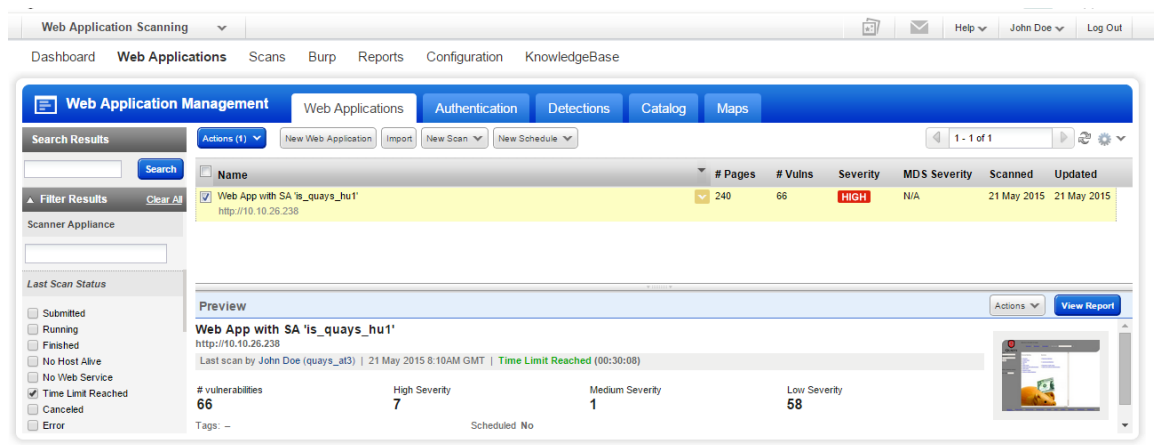 Web Application Scanning
Help John Doe Log Out
Dashboard Web Applications Scans Burp Reports Configuration KnowledgeBase
Web Application Management Web Applications Authentication Detections Catalog Maps
Search Results Actions (1) New Web Application Import New Scan New Schedule 1 - 1 of 1
Search
Name # Pages # Vulns Severity MDS Severity Scanned Updated
Filter Results Clear All Web App with SA 'is_quays_hu1' 240 66 HIGH N/A 21 May 2015 21 May 2015
http://10.10.26.238
Scanner Appliance
Last Scan Status
Preview Actions View Report
Submitted
Running
Finished
No Host Alive
No Web Service
Time Limit Reached
Canceled
Error
Web App with SA 'is_quays_hu1'
http://10.10.26.238
Last scan by John Doe (quays_at3) | 21 May 2015 8:10AM GMT | Time Limit Reached (00:30:08)
# vulnerabilities High Severity Medium Severity Low Severity
66 7 1 58
Tags: – Scheduled No